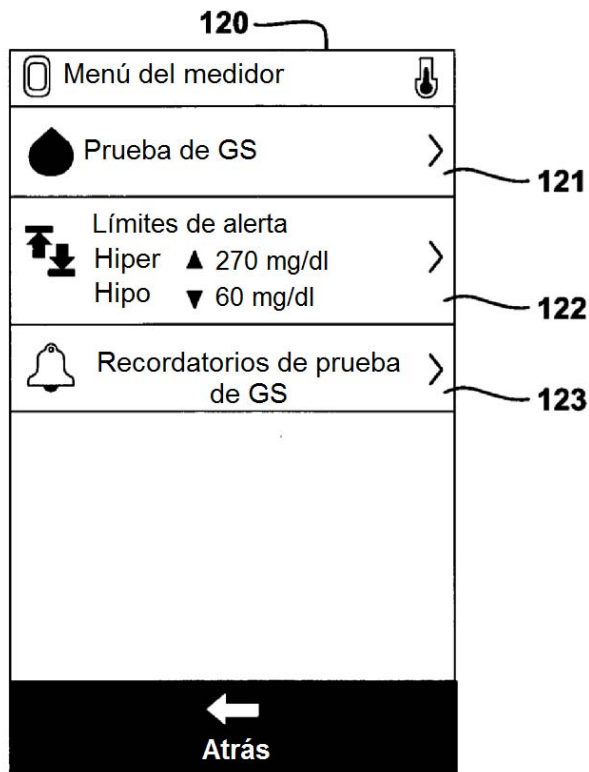 120
Menú del medidor
Prueba de GS
121
Límites de alerta
Hiper ▲ 270 mg/dl
Hipo ▼ 60 mg/dl
122
Recordatorios de prueba
de GS
123
Atrás